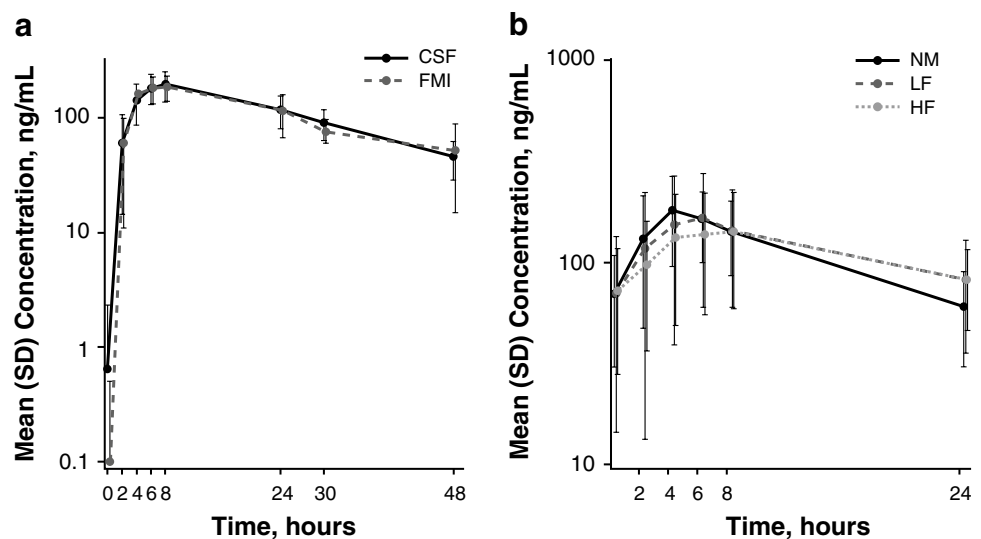 a
CSF
FMI
Mean (SD) Concentration, ng/mL
100
10
1
0.1
0 2 4 6 8 24 30 48
Time, hours
b
NM
LF
HF
Mean (SD) Concentration, ng/mL
1000
100
10
2 4 6 8 24
Time, hours